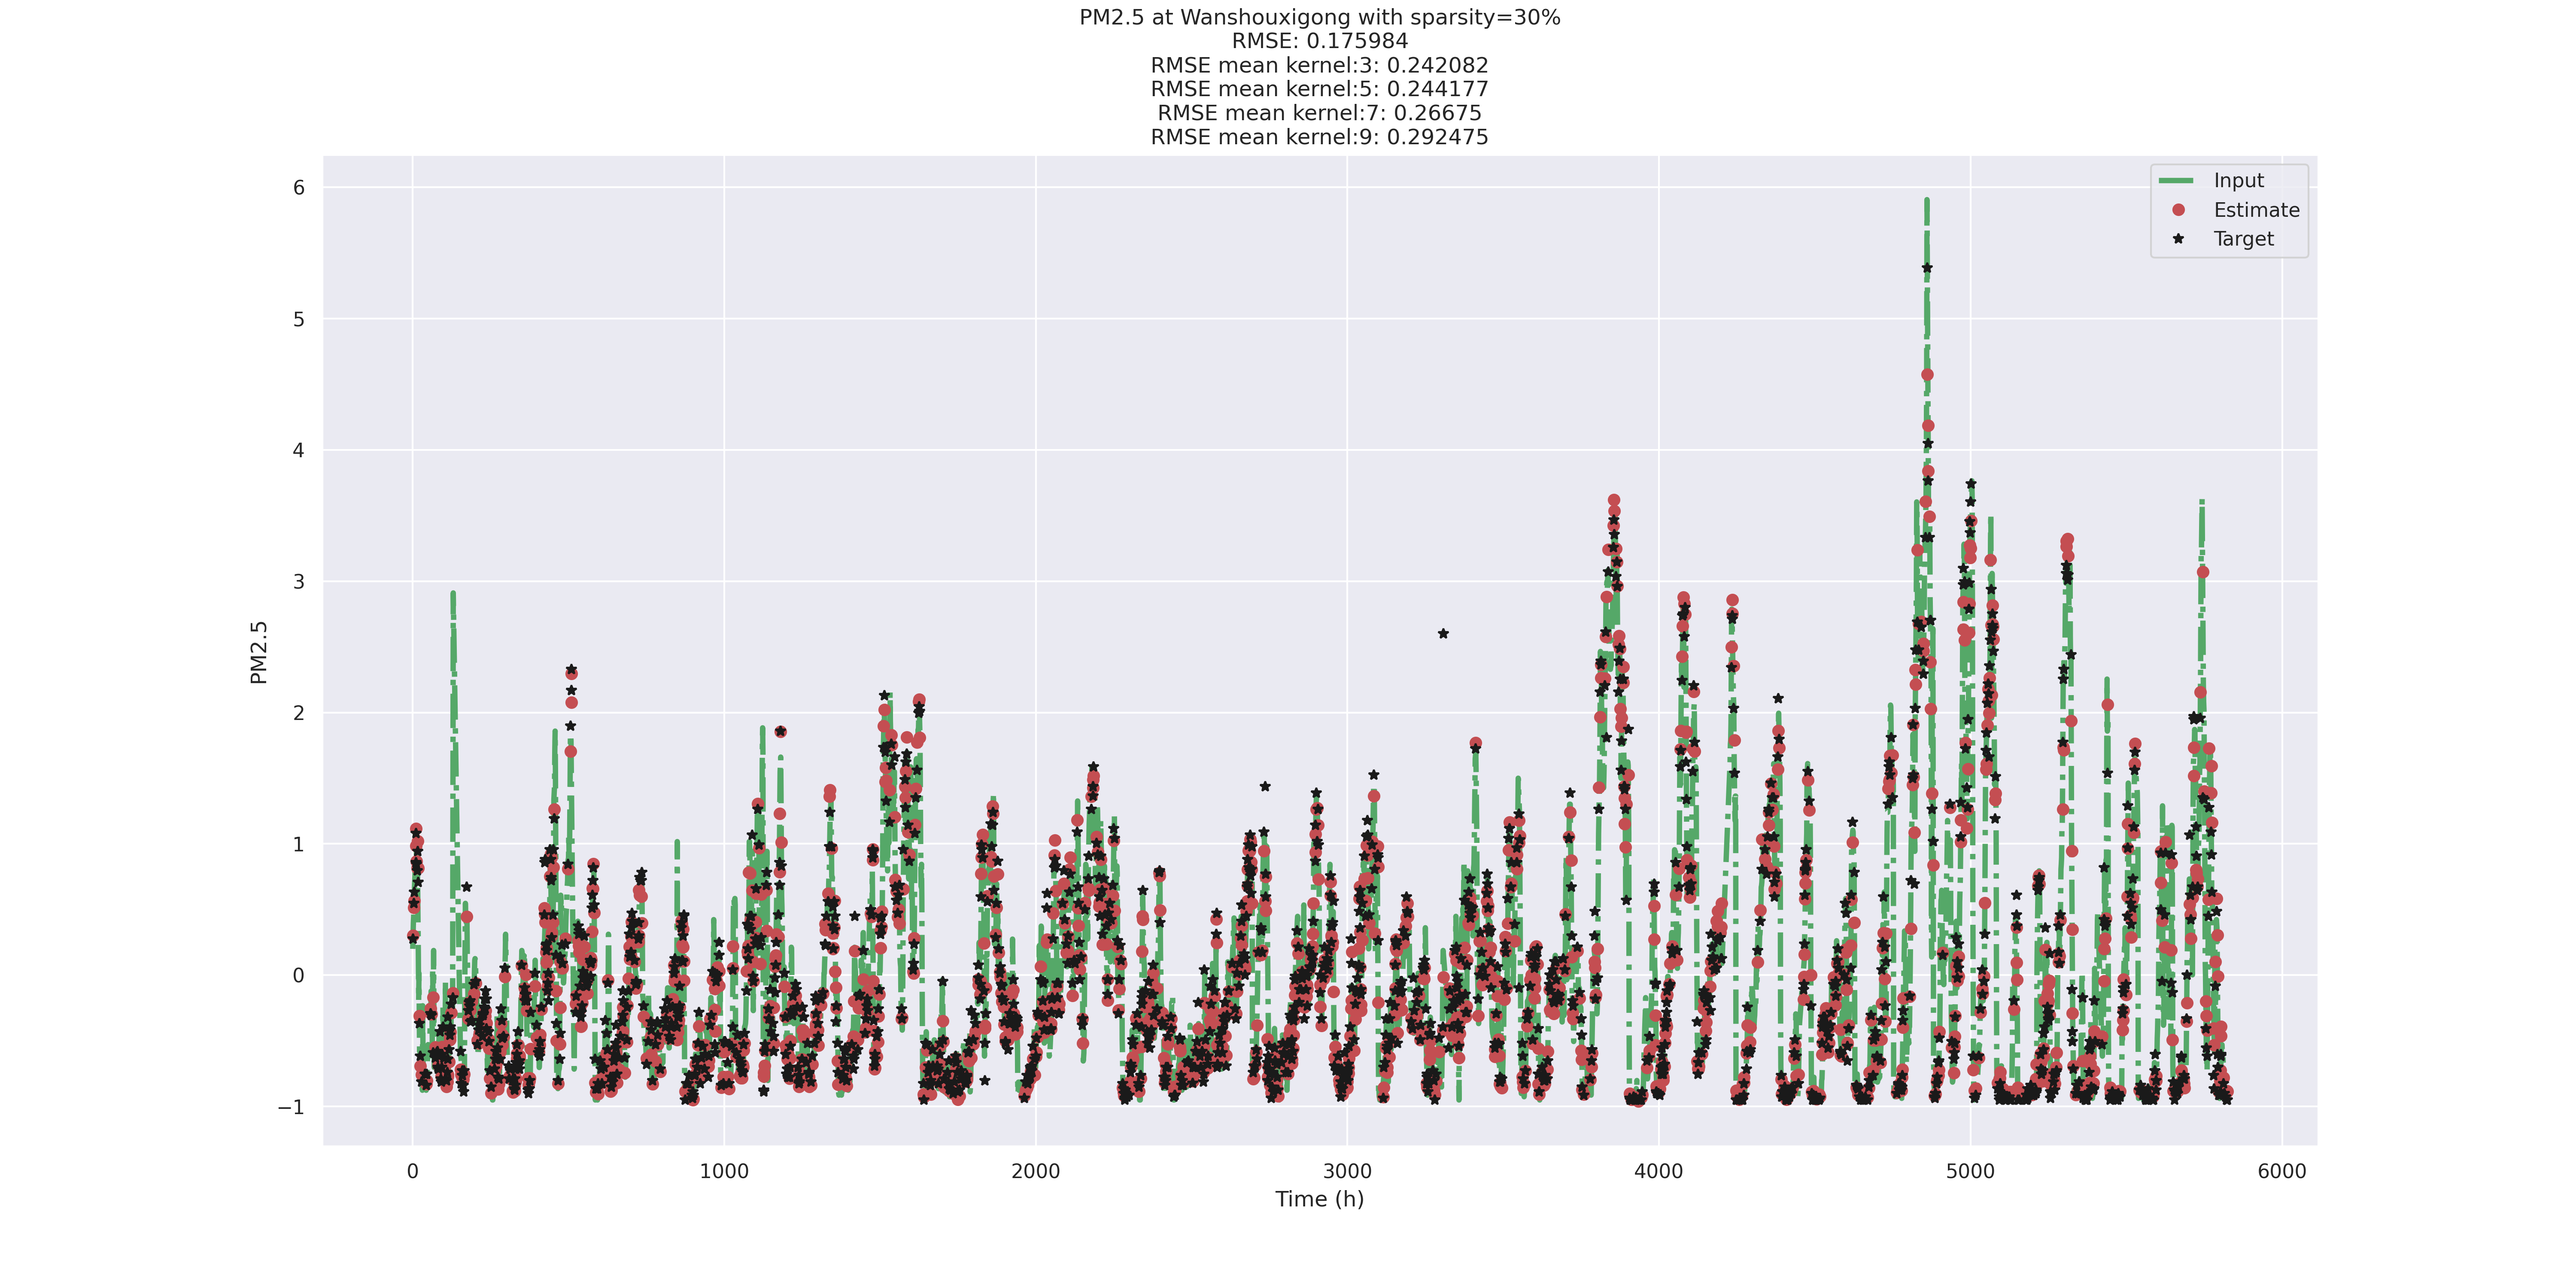 PM2.5 at Wanshouxigong with sparsity=30%
RMSE: 0.175984
RMSE mean kernel:3: 0.242082
RMSE mean kernel:5: 0.244177
RMSE mean kernel:7: 0.26675
RMSE mean kernel:9: 0.292475
Input
Estimate
Target
6
5
4
3
2
1
0
−1
PM2.5
0 1000 2000 3000 4000 5000 6000
Time (h)